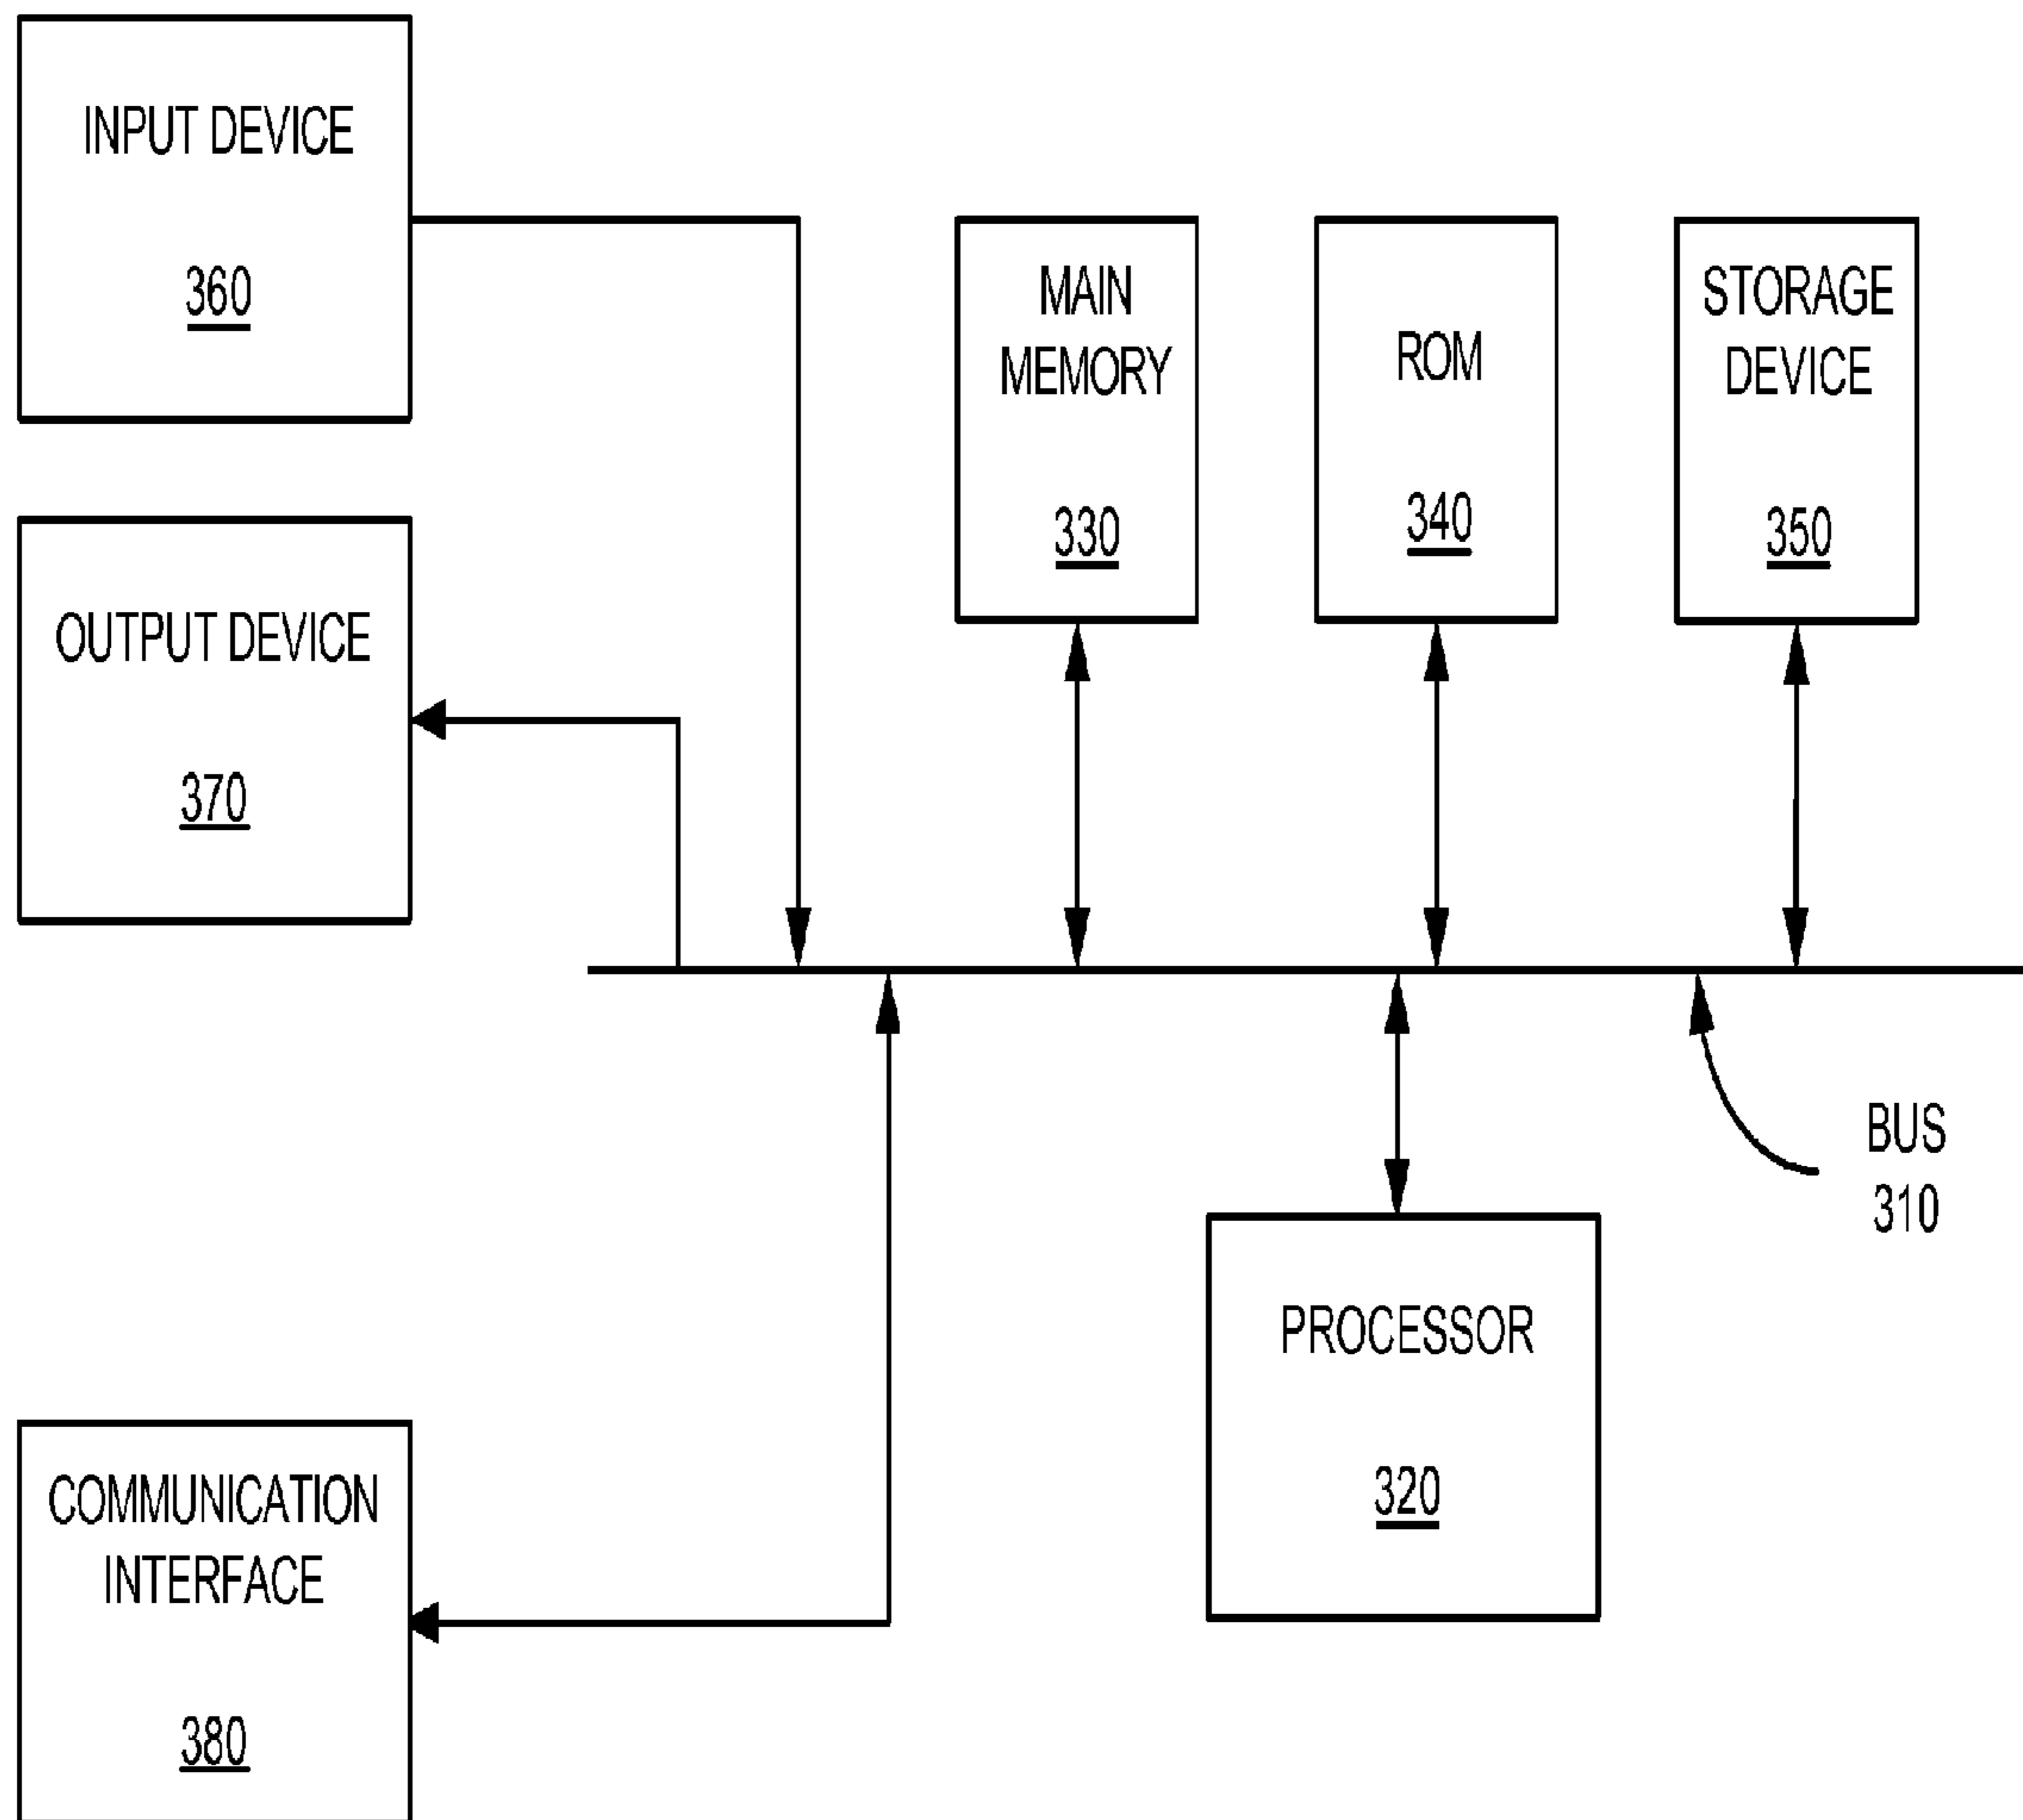 INPUT DEVICE
360
MAIN
MEMORY
330
ROM
340
STORAGE
DEVICE
350
OUTPUT DEVICE
370
BUS
310
PROCESSOR
320
COMMUNICATION
INTERFACE
380